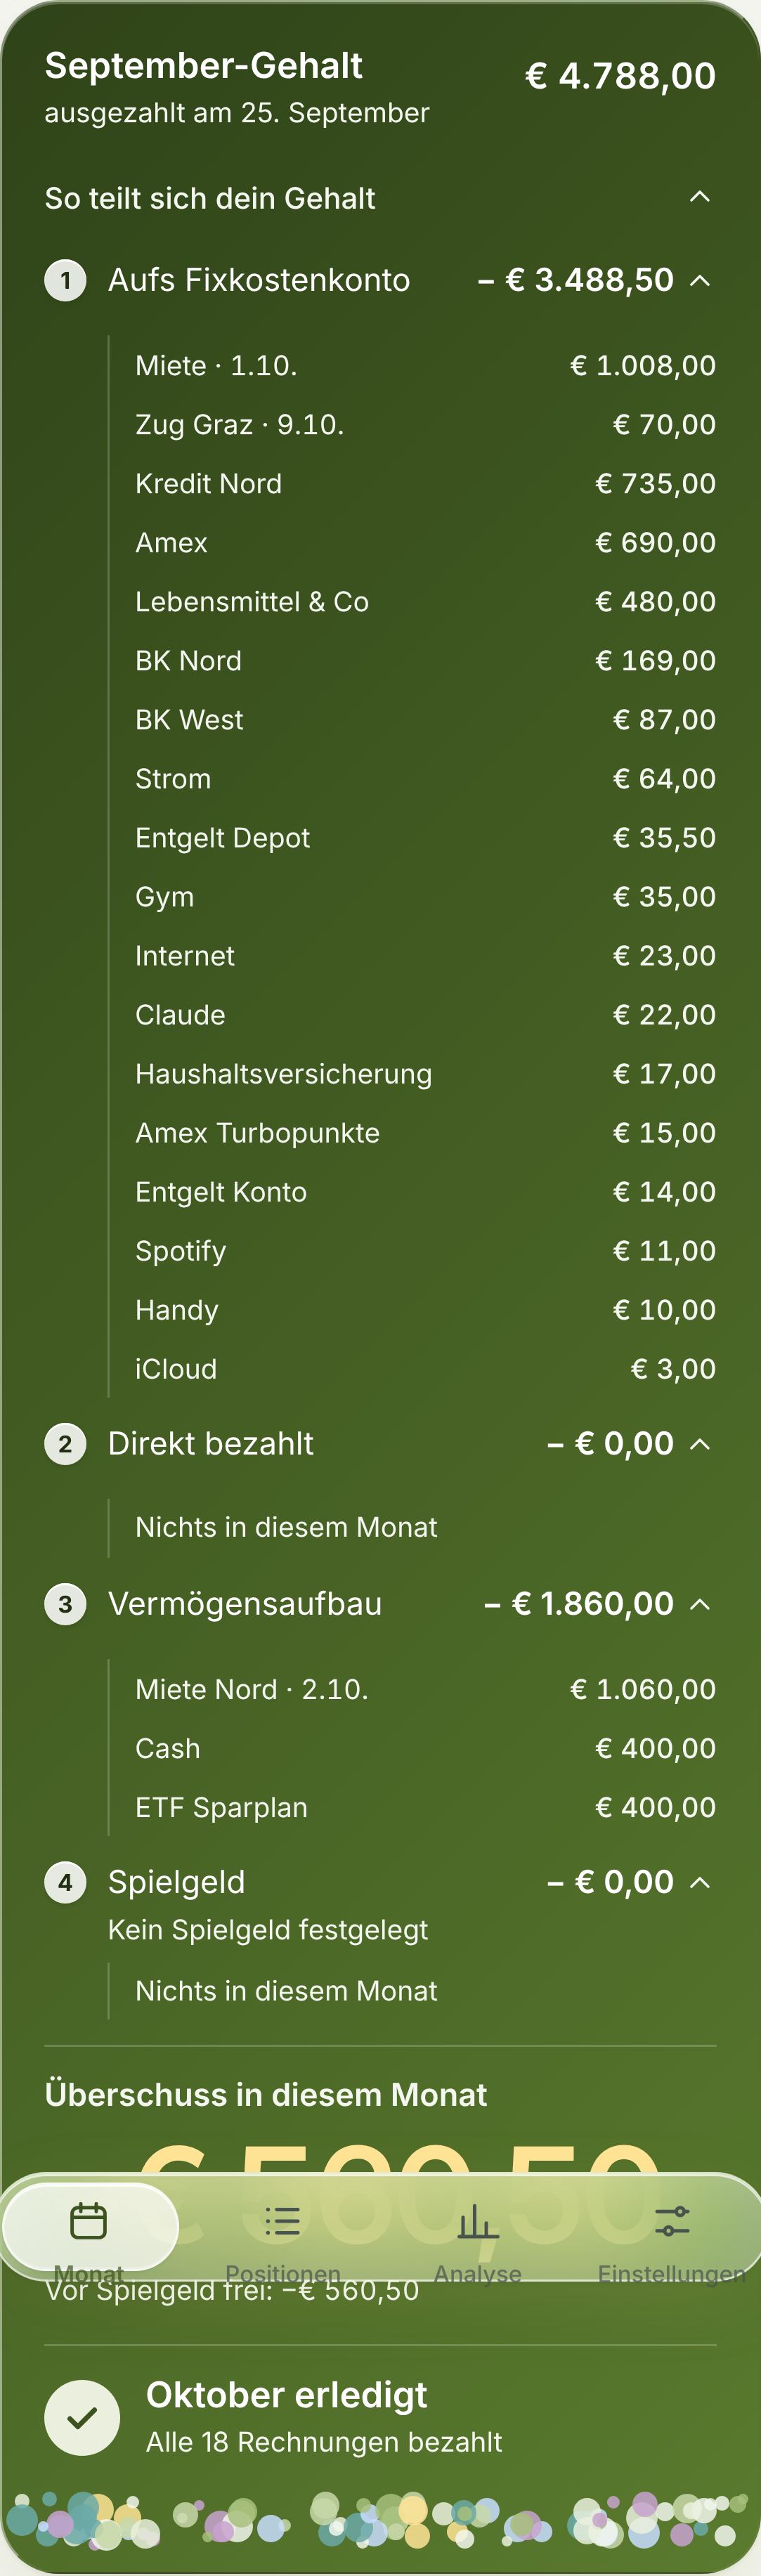 September-Gehalt
€ 4.788,00
ausgezahlt am 25. September
So teilt sich dein Gehalt
1 Aufs Fixkostenkonto – € 3.488,50
Miete · 1.10. € 1.008,00
Zug Graz · 9.10. € 70,00
Kredit Nord € 735,00
Amex € 690,00
Lebensmittel & Co € 480,00
BK Nord € 169,00
BK West € 87,00
Strom € 64,00
Entgelt Depot € 35,50
Gym € 35,00
Internet € 23,00
Claude € 22,00
Haushaltsversicherung € 17,00
Amex Turbopunkte € 15,00
Entgelt Konto € 14,00
Spotify € 11,00
Handy € 10,00
iCloud € 3,00
2 Direkt bezahlt – € 0,00
Nichts in diesem Monat
3 Vermögensaufbau – € 1.860,00
Miete Nord · 2.10. € 1.060,00
Cash € 400,00
ETF Sparplan € 400,00
4 Spielgeld – € 0,00
Kein Spielgeld festgelegt
Nichts in diesem Monat
Überschuss in diesem Monat
Monat Positionen Analyse Einstellungen
Vor Spielgeld frei: −€ 560,50
Oktober erledigt
Alle 18 Rechnungen bezahlt